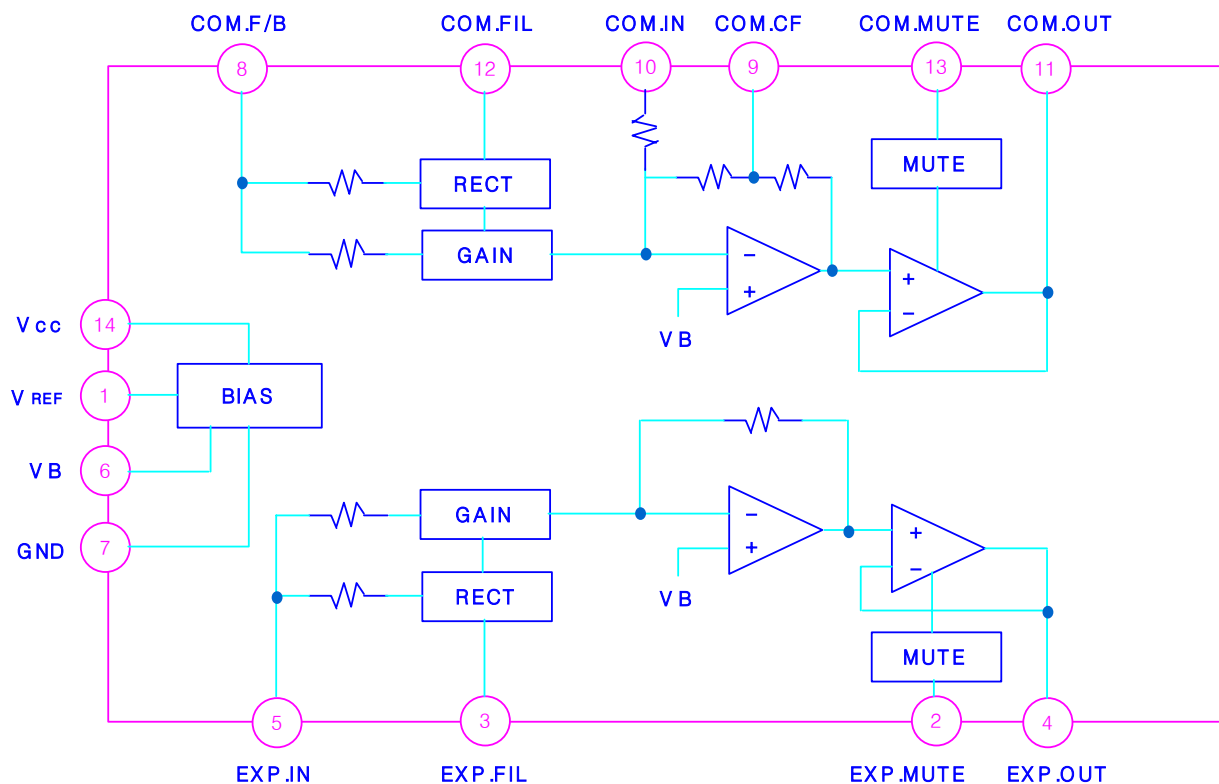 COM.F/B COM.FIL COM.IN COM.CF COM.MUTE COM.OUT
8 12 10 9 13 11
MUTE
RECT
GAIN
−
+
+
−
VB
Vcc 14
VREF 1
BIAS
VB 6
GND 7
GAIN
−
+
+
−
RECT
VB
MUTE
5 3 2 4
EXP.IN EXP.FIL EXP.MUTE EXP.OUT